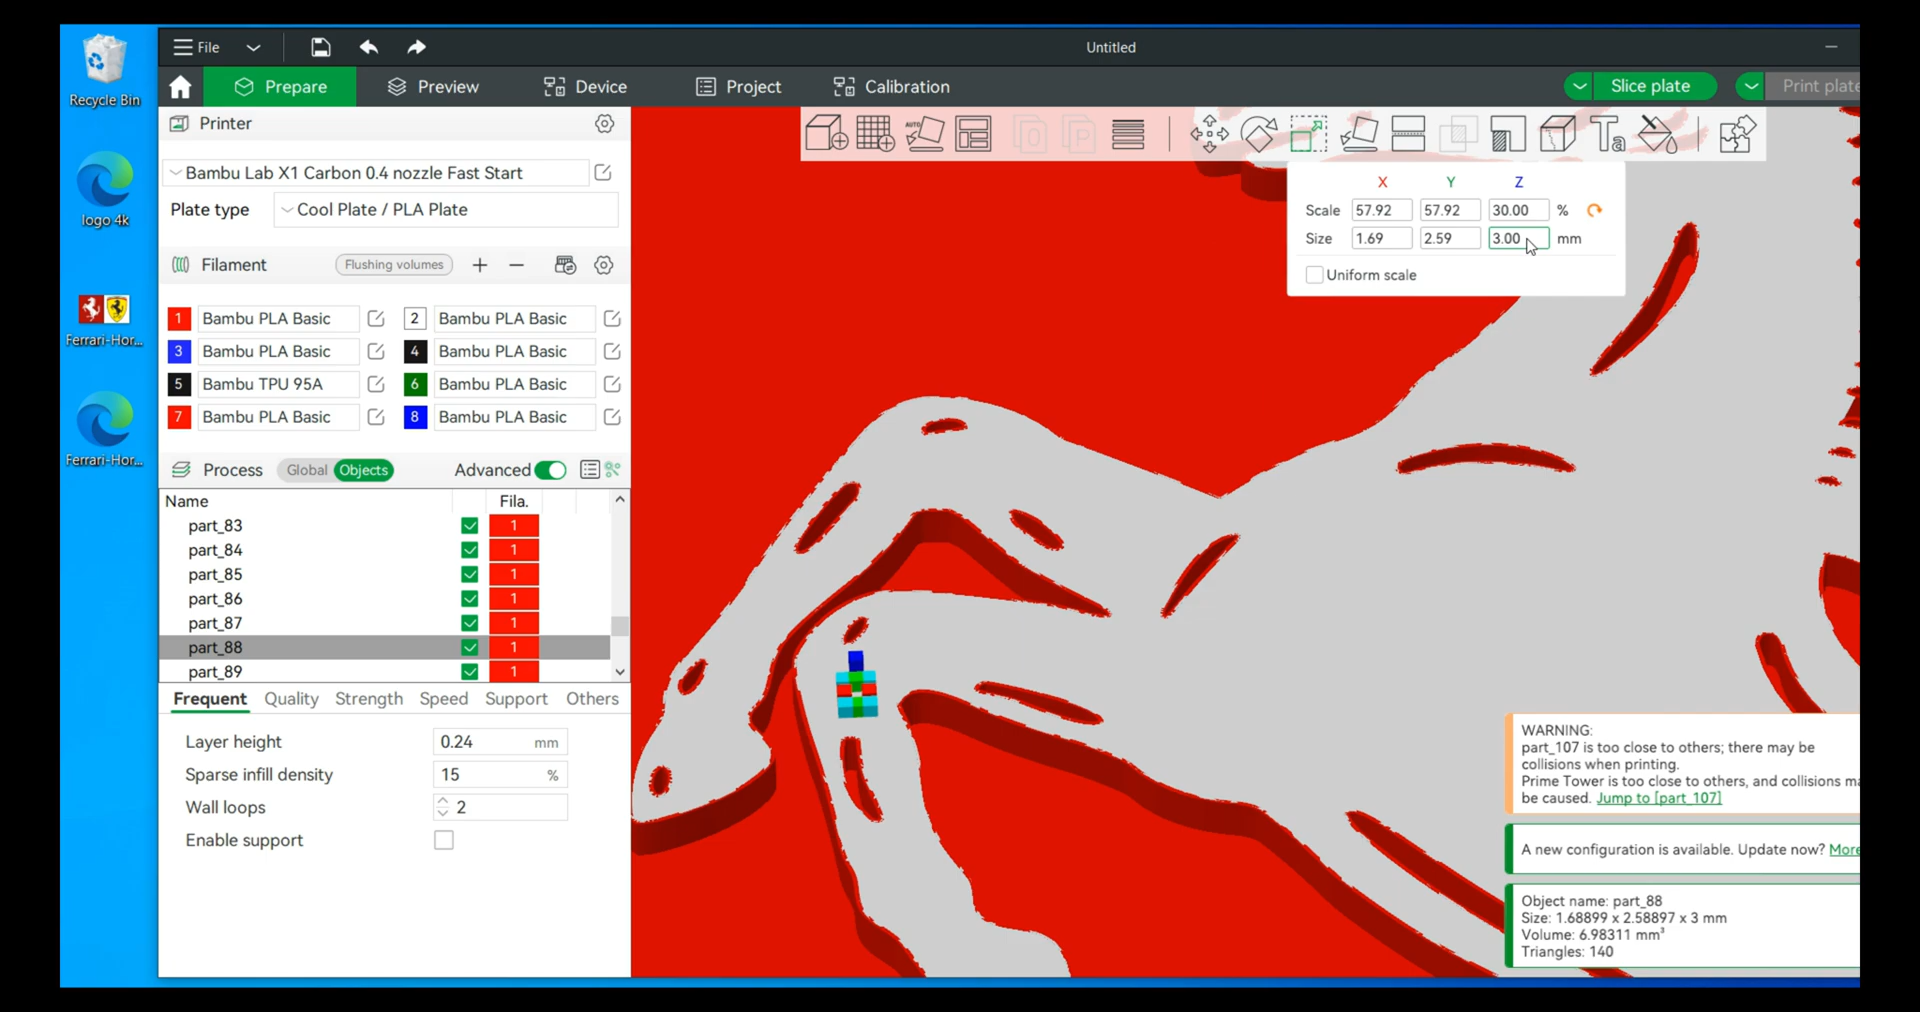 Recycle Bin
logo 4k
Ferrari-Hor...
Ferrari-Hor...
File
Untitled
Prepare
Preview
Device
Project
Calibration
Slice plate
Print plate
Printer
Bambu Lab X1 Carbon 0.4 nozzle Fast Start
Plate type
Cool Plate / PLA Plate
Filament
Flushing volumes
1 Bambu PLA Basic
2 Bambu PLA Basic
3 Bambu PLA Basic
4 Bambu PLA Basic
5 Bambu TPU 95A
6 Bambu PLA Basic
7 Bambu PLA Basic
8 Bambu PLA Basic
Process
Global
Objects
Advanced
Name
Fila.
part_83 1
part_84 1
part_85 1
part_86 1
part_87 1
part_88 1
part_89 1
Frequent
Quality
Strength
Speed
Support
Others
Layer height 0.24 mm
Sparse infill density 15 %
Wall loops 2
Enable support
AUTO
O
P
Ta
X Y Z
Scale 57.92 57.92 30.00 %
Size 1.69 2.59 3.00 mm
Uniform scale
WARNING:
part_107 is too close to others; there may be
collisions when printing.
Prime Tower is too close to others, and collisions ma
be caused. Jump to [part_107]
A new configuration is available. Update now? More
Object name: part_88
Size: 1.68899 x 2.58897 x 3 mm
Volume: 6.98311 mm³
Triangles: 140